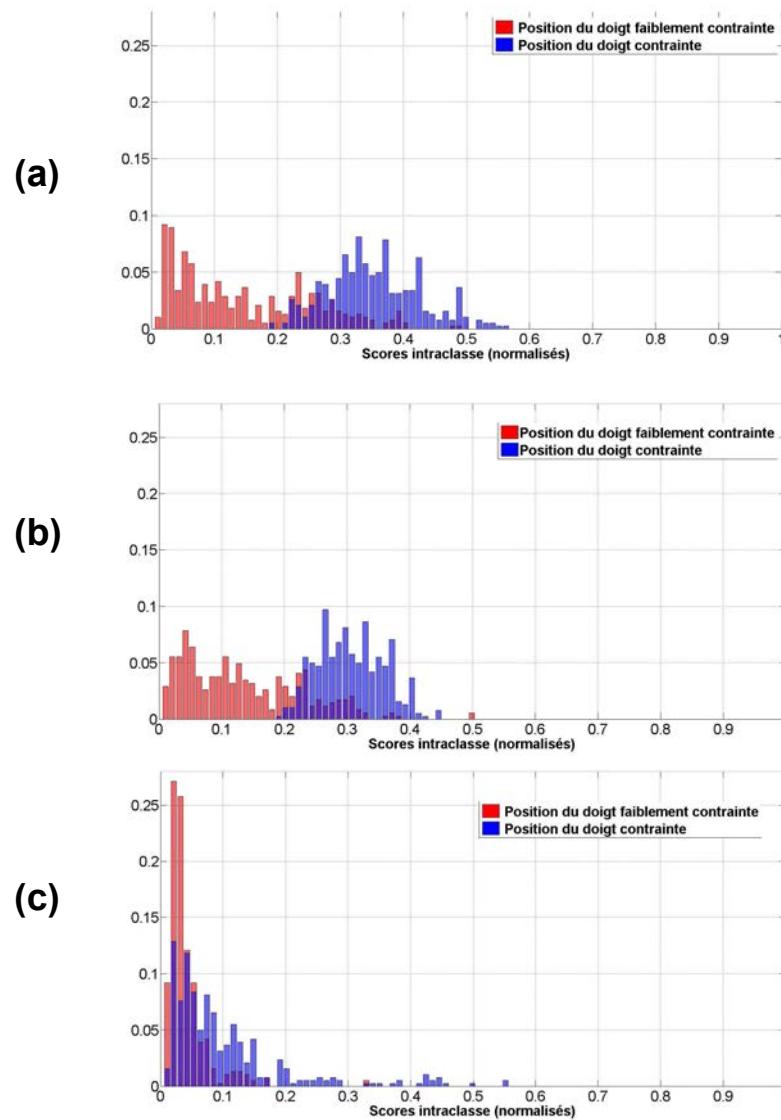 (a)
Position du doigt faiblement contrainte
Position du doigt contrainte
0.25
0.2
0.15
0.1
0.05
0
0.1 0.2 0.3 0.4 0.5 0.6 0.7 0.8 0.9 1
Scores intraclasse (normalisés)
(b)
Position du doigt faiblement contrainte
Position du doigt contrainte
0.25
0.2
0.15
0.1
0.05
0
0 0.1 0.2 0.3 0.4 0.5 0.6 0.7 0.8 0.9
Scores intraclasse (normalisés)
(c)
Position du doigt faiblement contrainte
Position du doigt contrainte
0.25
0.2
0.15
0.1
0.05
0
0 0.1 0.2 0.3 0.4 0.5 0.6 0.7 0.8 0.9
Scores intraclasse (normalisés)